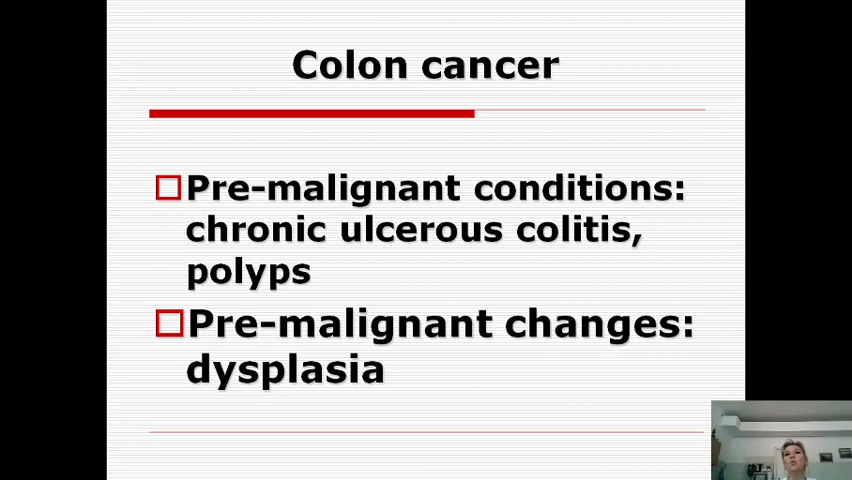 Colon cancer
Pre-malignant conditions:
chronic ulcerous colitis,
polyps
Pre-malignant changes:
dysplasia